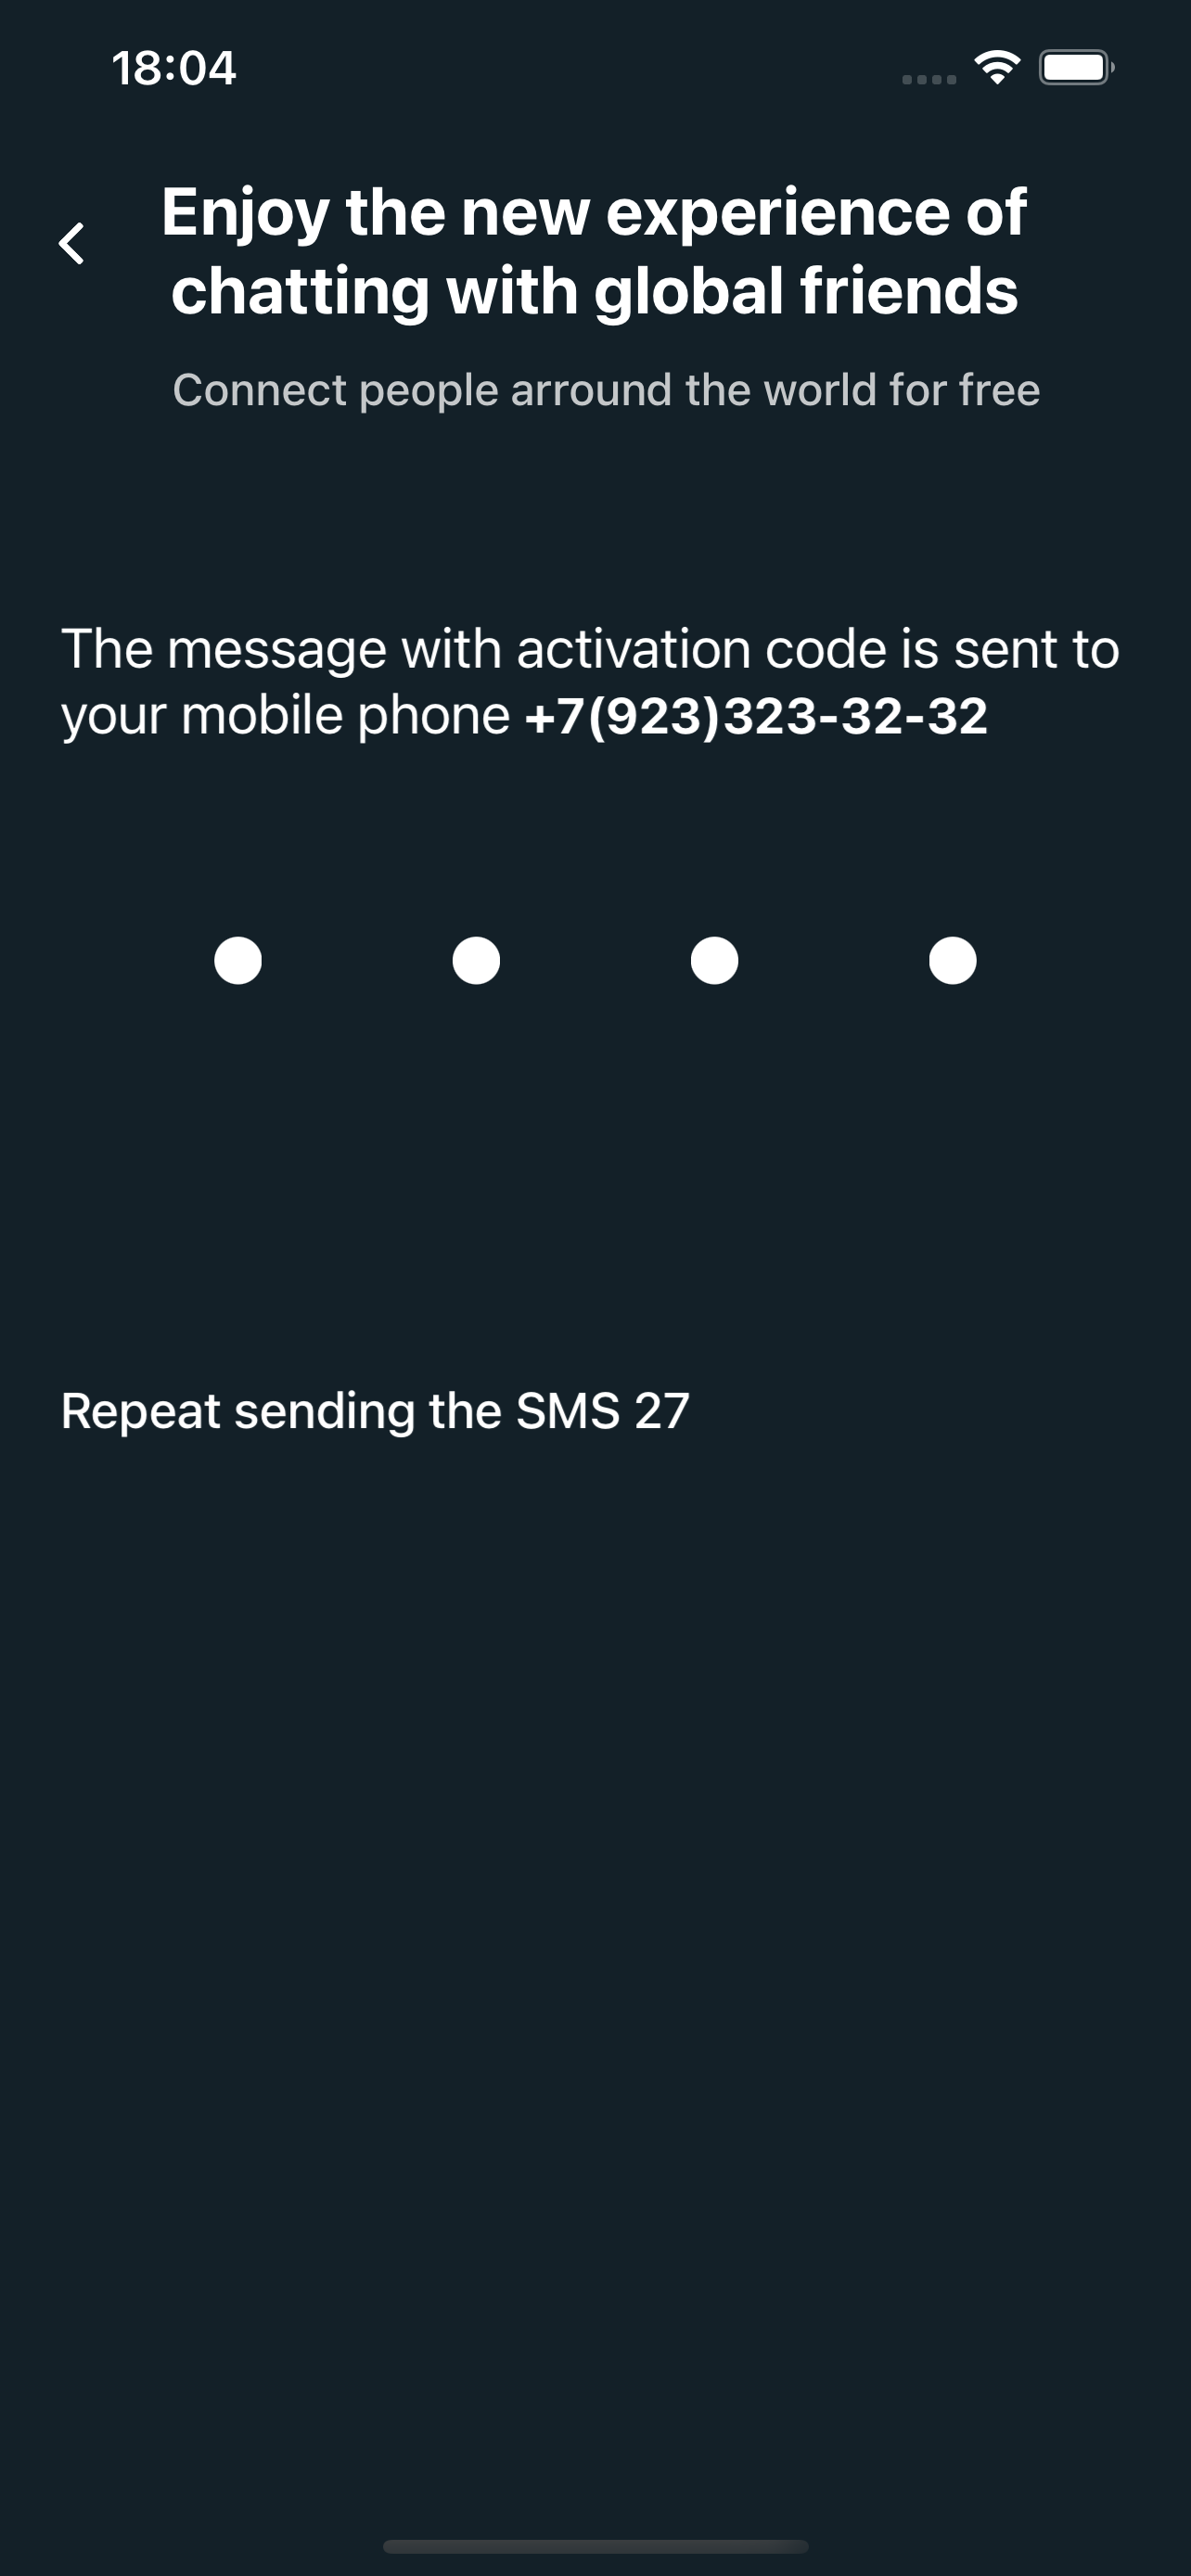 18:04
Enjoy the new experience of
chatting with global friends
Connect people arround the world for free
The message with activation code is sent to
your mobile phone +7(923)323-32-32
Repeat sending the SMS 27